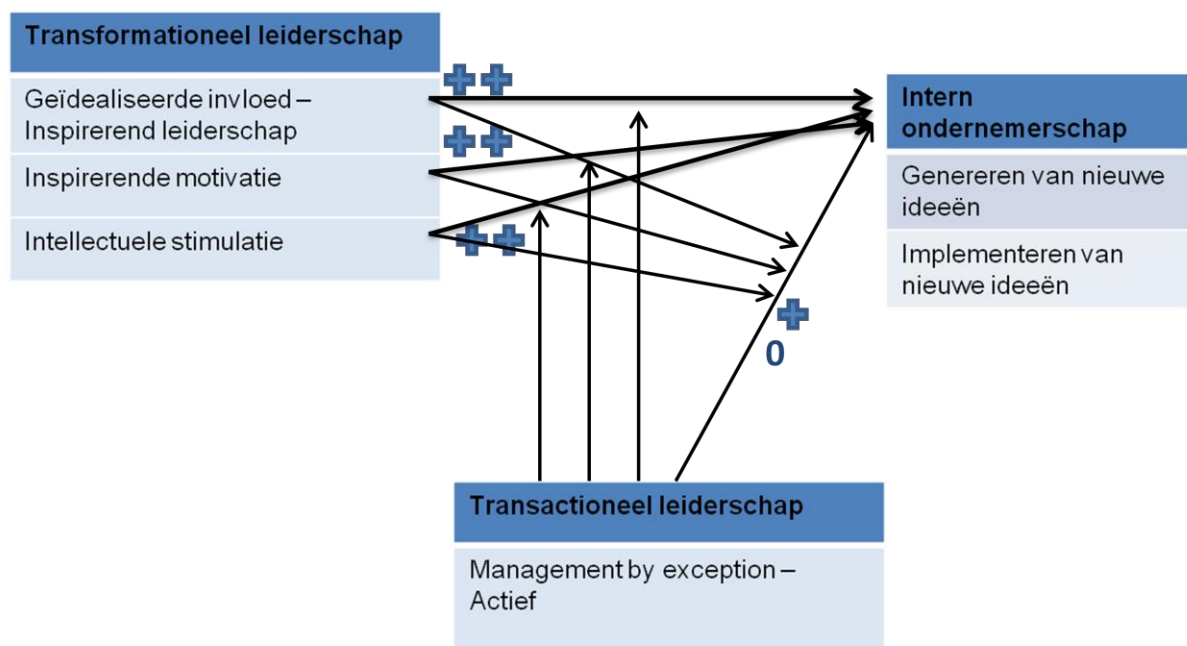 Transformationeel leiderschap
Geïdealiseerde invloed –
Inspirerend leiderschap
Inspirerende motivatie
Intellectuele stimulatie
Intern
ondernemerschap
Genereren van nieuwe
ideeën
Implementeren van
nieuwe ideeën
0
Transactioneel leiderschap
Management by exception –
Actief